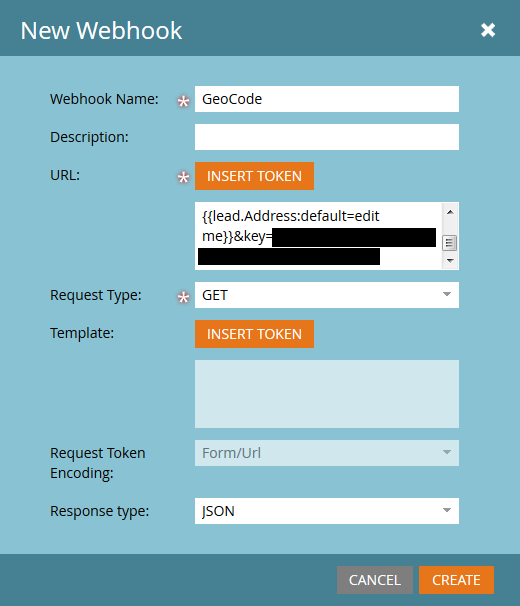 New Webhook
Webhook Name: * GeoCode
Description:
URL: * INSERT TOKEN
{{lead.Address:default=edit
me}}&key=
Request Type: * GET
Template: INSERT TOKEN
Request Token
Encoding:
Form/Url
Response type: JSON
CANCEL CREATE